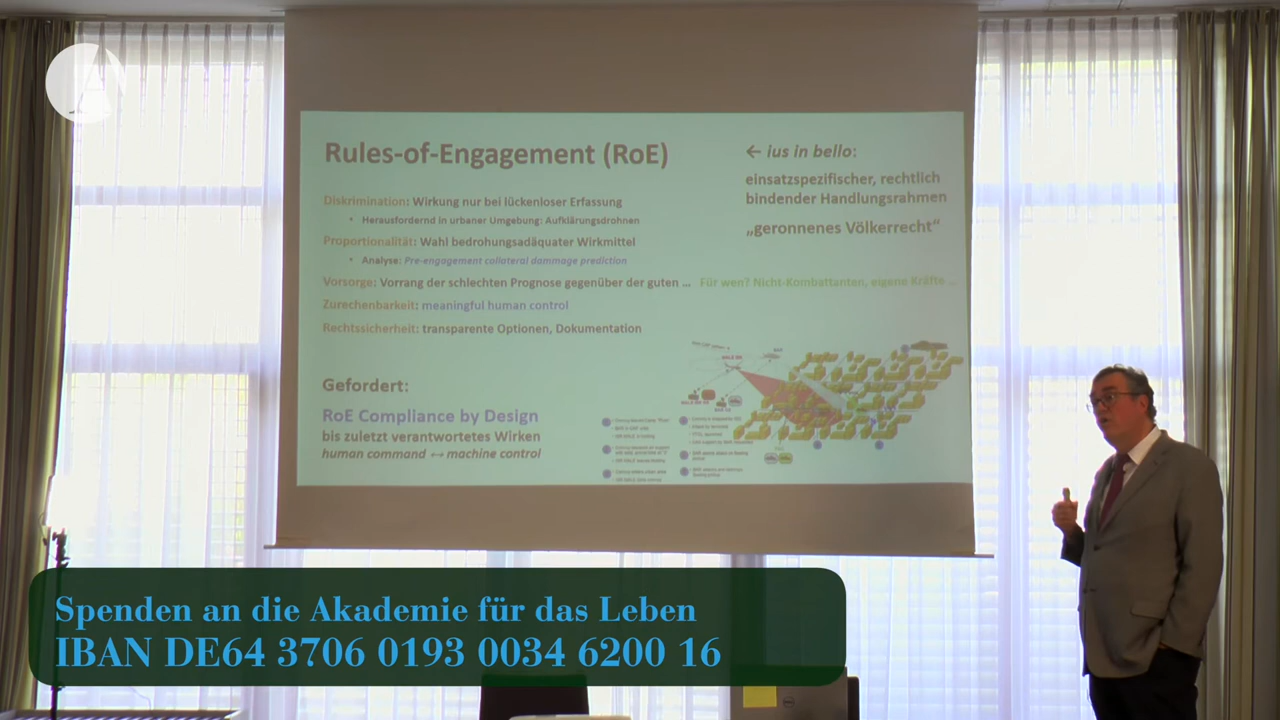 Rules-of-Engagement (RoE)
← ius in bello:
einsatzspezifischer, rechtlich
bindender Handlungsrahmen
„geronnenes Völkerrecht“
Diskrimination: Wirkung nur bei lückenloser Erfassung
• Herausfordernd in urbaner Umgebung: Aufklärungsdrohnen
Proportionalität: Wahl bedrohungsadäquater Wirkmittel
• Analyse: Pre-engagement collateral dammage prediction
Vorsorge: Vorrang der schlechten Prognose gegenüber der guten ... Für wen? Nicht-Kombattanten, eigene Kräfte ...
Zurechenbarkeit: meaningful human control
Rechtssicherheit: transparente Optionen, Dokumentation
Gefordert:
RoE Compliance by Design
bis zuletzt verantwortetes Wirken
human command ↔ machine control
Spenden an die Akademie für das Leben
IBAN DE64 3706 0193 0034 6200 16